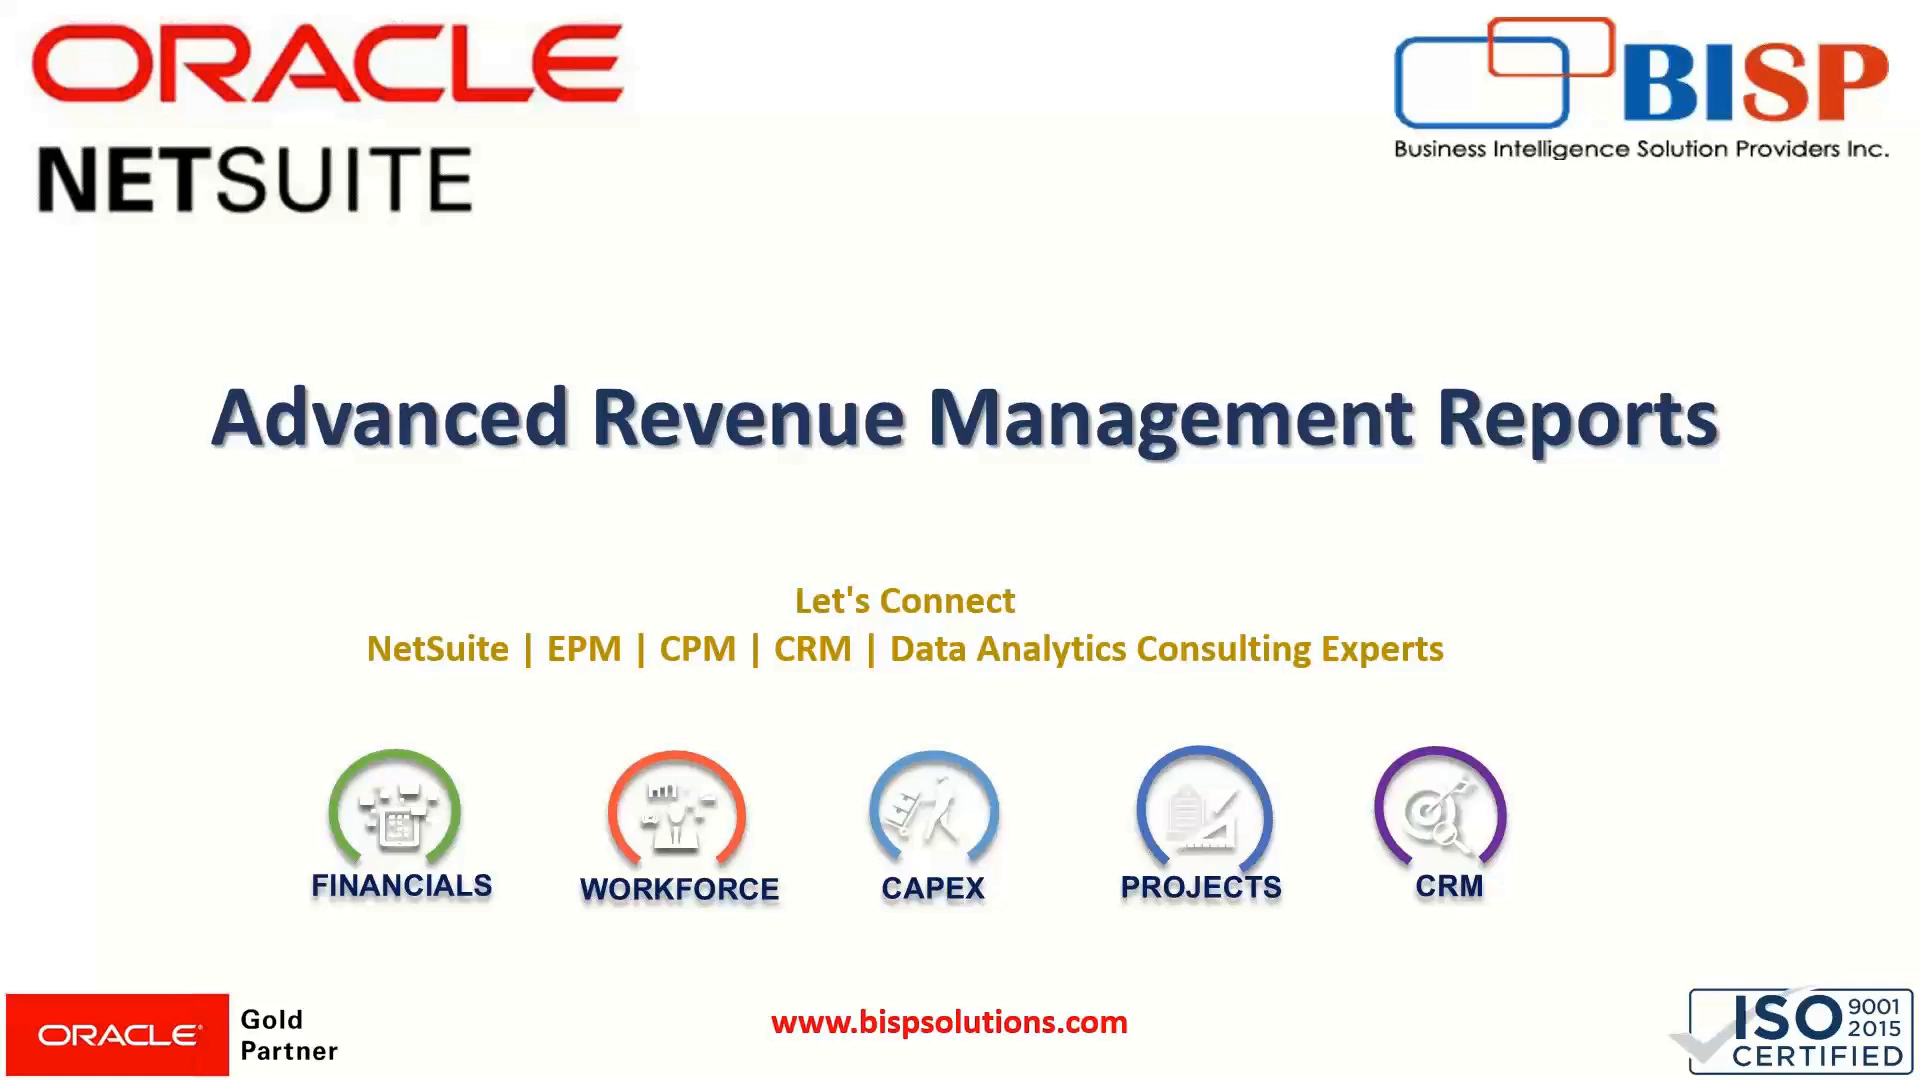 ORACLE
NETSUITE
BISP
Business Intelligence Solution Providers Inc.
Advanced Revenue Management Reports
Let's Connect
NetSuite | EPM | CPM | CRM | Data Analytics Consulting Experts
FINANCIALS
WORKFORCE
CAPEX
PROJECTS
CRM
ORACLE®
Gold
Partner
www.bispsolutions.com
ISO 9001
2015
CERTIFIED